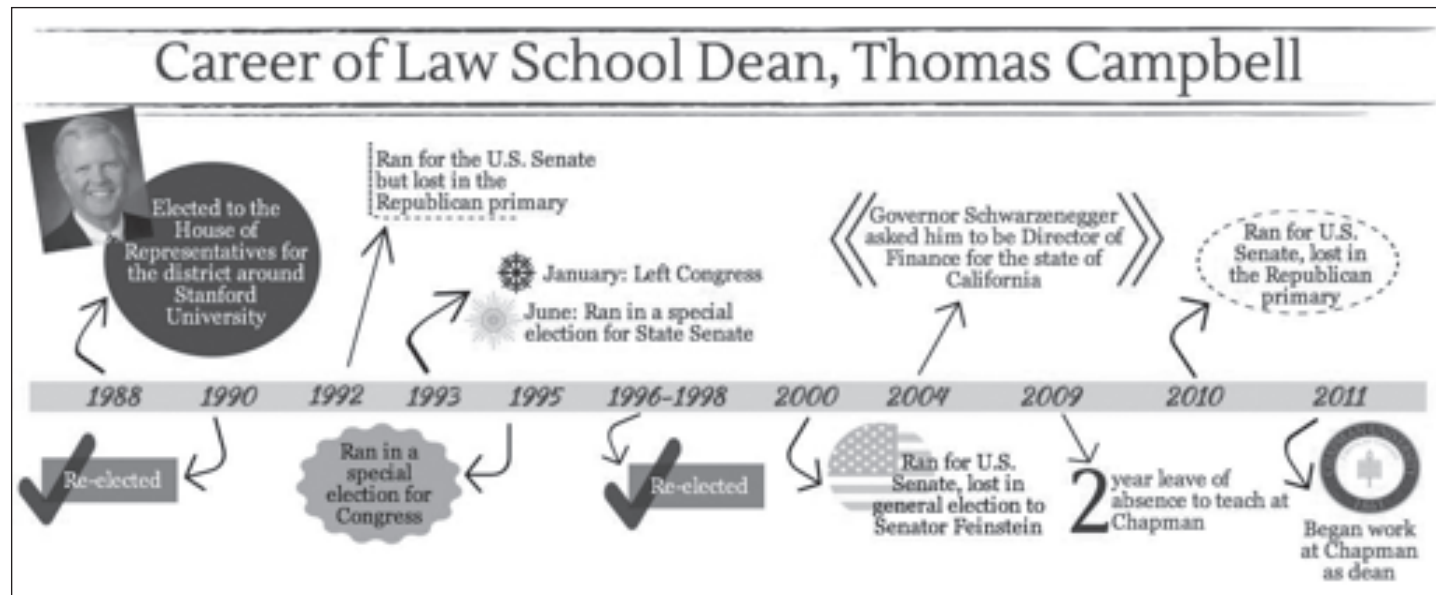 Career of Law School Dean, Thomas Campbell
Elected to the
House of
Representatives for
the district around
Stanford
University
Ran for the U.S. Senate
but lost in the
Republican primary
January: Left Congress
June: Ran in a special
election for State Senate
Governor Schwarzenegger
asked him to be Director of
Finance for the state of
California
Ran for U.S.
Senate, lost in
the Republican
primary
1988 1990 1992 1993 1995 1996-1998 2000 2004 2009 2010 2011
Re-elected
Ran in a
special
election for
Congress
Re-elected
Ran for U.S.
Senate, lost in
general election to
Senator Feinstein
2 year leave of
absence to teach at
Chapman
Began work
at Chapman
as dean